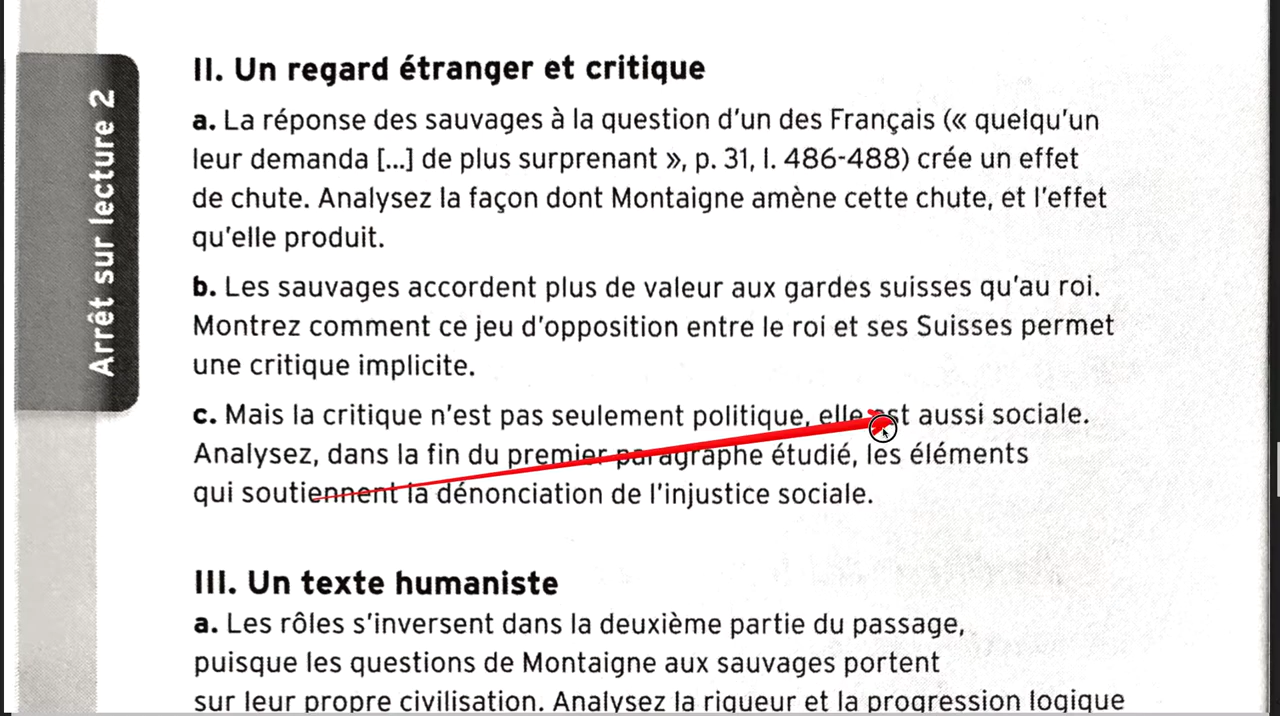 Arrêt sur lecture 2
II. Un regard étranger et critique
a. La réponse des sauvages à la question d'un des Français (« quelqu'un
leur demanda [...] de plus surprenant », p. 31, l. 486-488) crée un effet
de chute. Analysez la façon dont Montaigne amène cette chute, et l'effet
qu'elle produit.
b. Les sauvages accordent plus de valeur aux gardes suisses qu'au roi.
Montrez comment ce jeu d'opposition entre le roi et ses Suisses permet
une critique implicite.
c. Mais la critique n'est pas seulement politique, elle est aussi sociale.
Analysez, dans la fin du premier paragraphe étudié, les éléments
qui soutiennent la dénonciation de l'injustice sociale.
III. Un texte humaniste
a. Les rôles s'inversent dans la deuxième partie du passage,
puisque les questions de Montaigne aux sauvages portent
sur leur propre civilisation. Analysez la rigueur et la progression logique